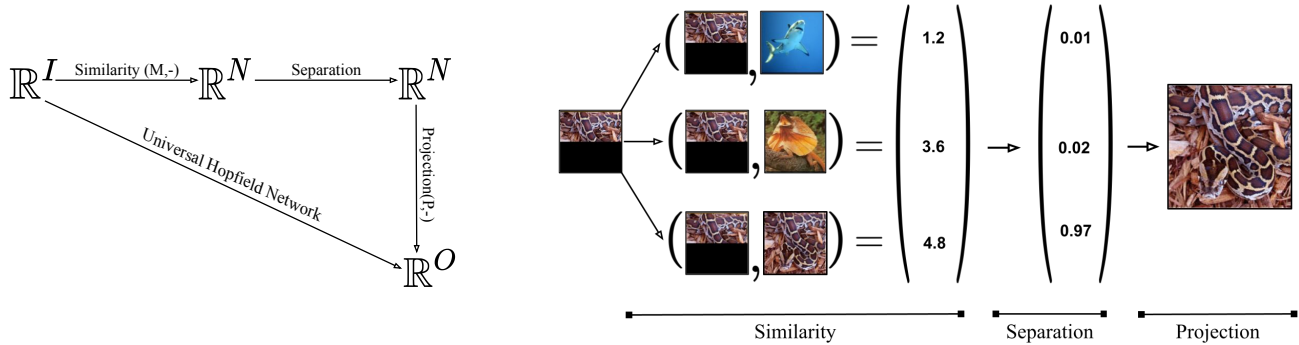 ℝ^I Similarity (M,-) ℝ^N Separation ℝ^N
Universal Hopfield Network
Projection(P,-)
ℝ^O
( , ) = 1.2 0.01
( , ) = 3.6 0.02
( , ) = 4.8 0.97
Similarity Separation Projection